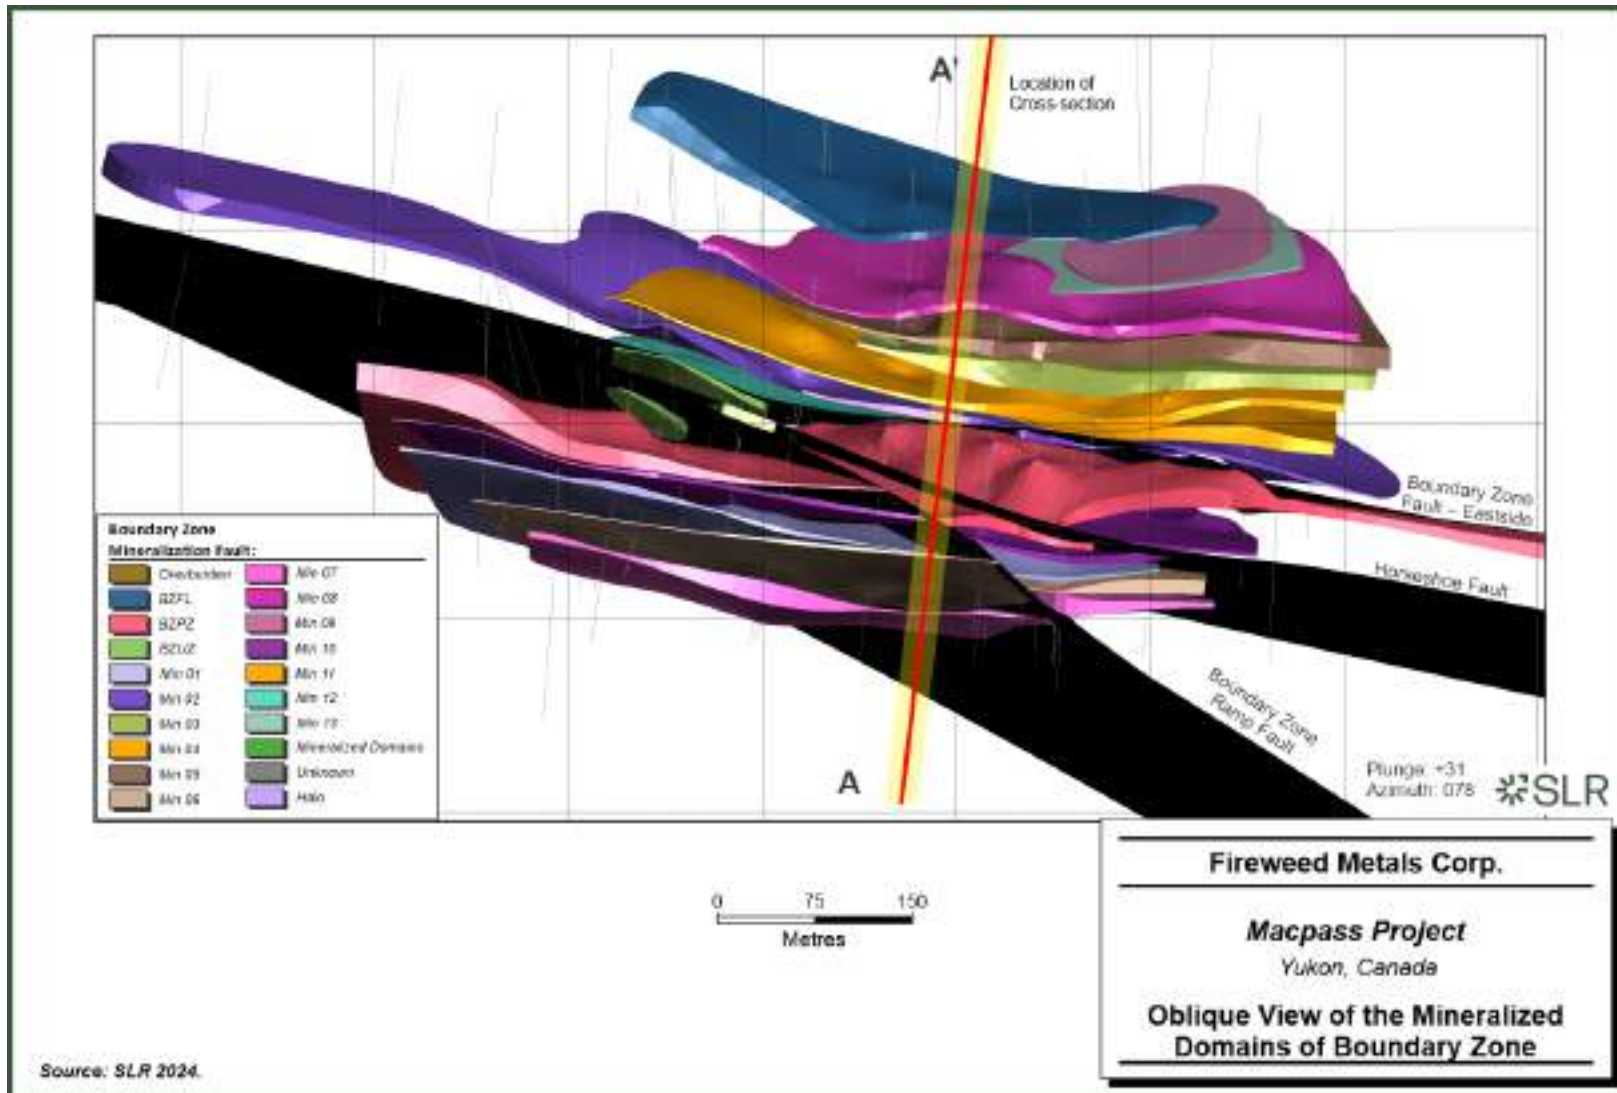 A'
Location of
Cross-section
Boundary Zone
Fault – Eastside
Horseshoe Fault
Boundary Zone
Ramp Fault
A
Plunge: +31
Azimuth: 078
SLR
Boundary Zone
Mineralization Fault:
Overburden
BZFL
BZPZ
BZUZ
Min 01
Min 02
Min 03
Min 04
Min 05
Min 06
Min 07
Min 08
Min 09
Min 10
Min 11
Min 12
Min 13
Mineralized Domains
Unknown
Halo
0 75 150
Metres
Fireweed Metals Corp.
Macpass Project
Yukon, Canada
Oblique View of the Mineralized
Domains of Boundary Zone
Source: SLR 2024.